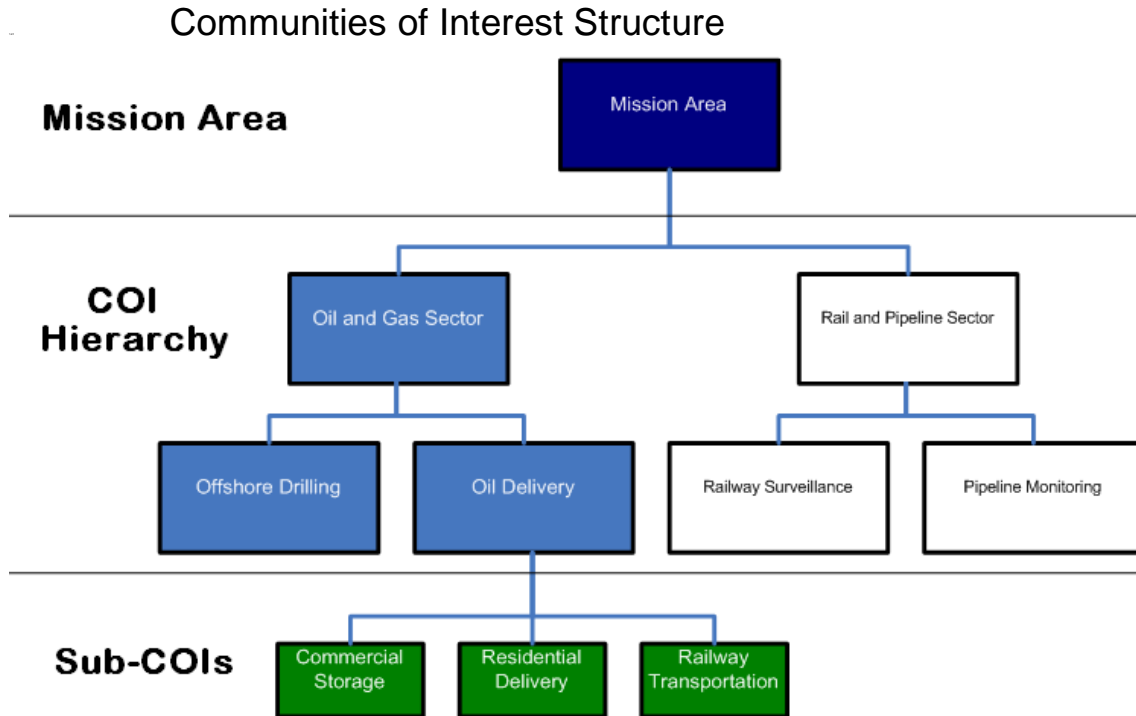 Communities of Interest Structure
Mission Area
Mission Area
COI
Hierarchy
Oil and Gas Sector
Rail and Pipeline Sector
Offshore Drilling
Oil Delivery
Railway Surveillance
Pipeline Monitoring
Sub-COIs
Commercial
Storage
Residential
Delivery
Railway
Transportation